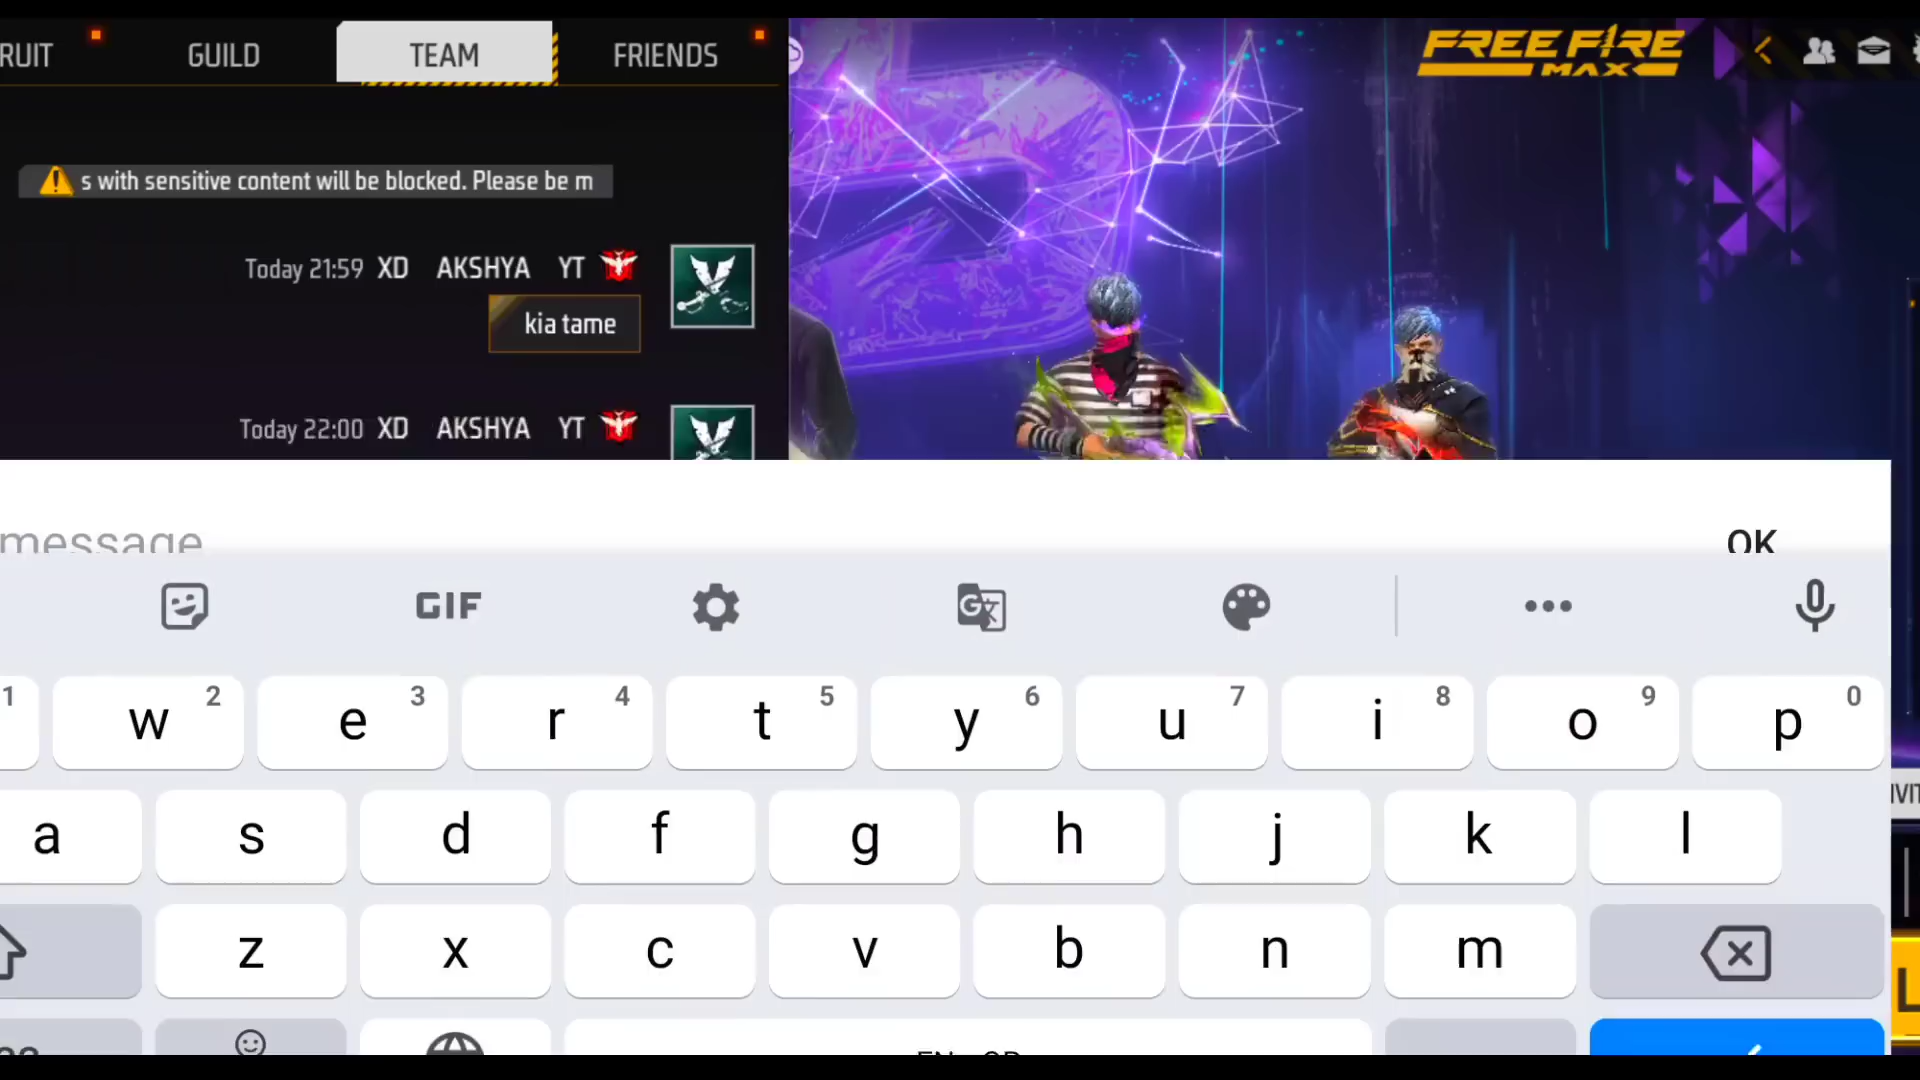 RUIT GUILD TEAM FRIENDS
FREE FIRE
MAX
s with sensitive content will be blocked. Please be m
Today 21:59 XD AKSHYA YT
kia tame
Today 22:00 XD AKSHYA YT
message OK
GIF
1 w 2 e 3 r 4 t 5 y 6 u 7 i 8 o 9 p 0
a s d f g h j k l
z x c v b n m